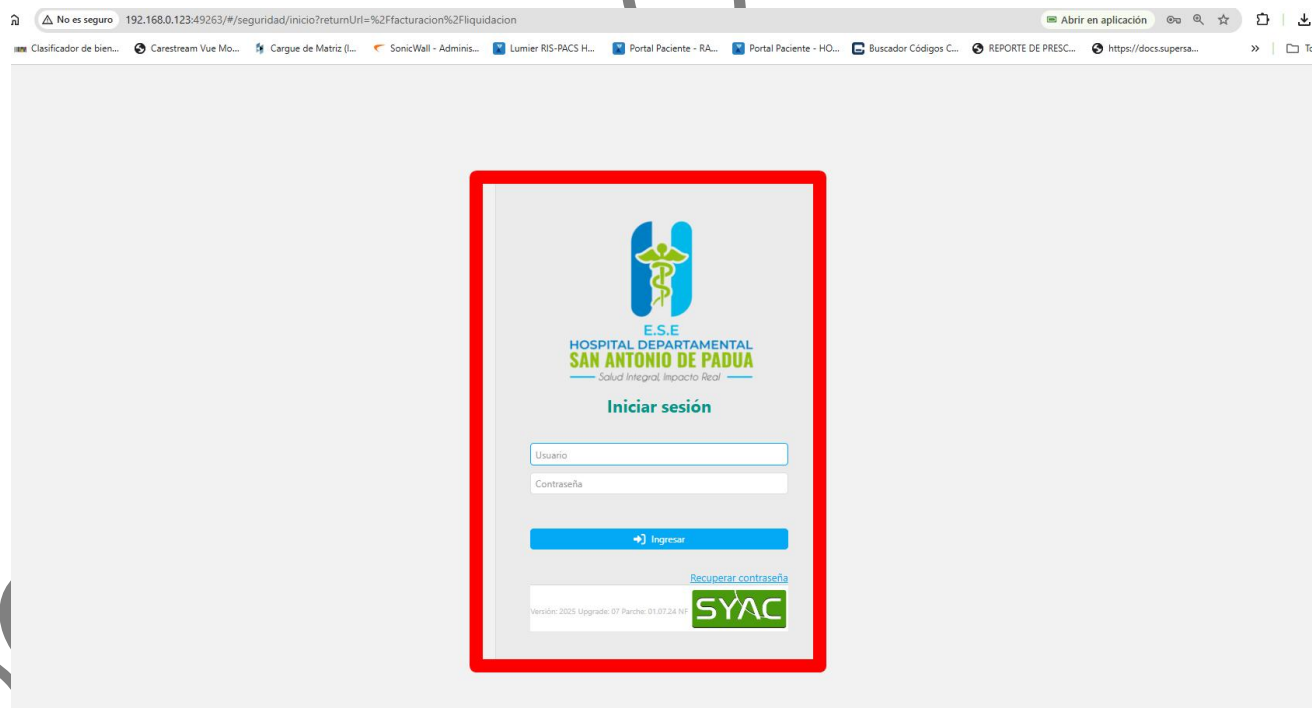 No es seguro 192.168.0.123:49263/#/seguridad/inicio?returnUrl=%2Ffacturacion%2Fliquidacion Abrir en aplicación
Clasificador de bien... Carestream Vue Mo... Cargue de Matriz (I... SonicWall - Adminis... Lumier RIS-PACS H... Portal Paciente - RA... Portal Paciente - HO... Buscador Códigos C... REPORTE DE PRESC... https://docs.supersa... »
E.S.E
HOSPITAL DEPARTAMENTAL
SAN ANTONIO DE PADUA
Salud Integral, Impacto Real
Iniciar sesión
Usuario
Contraseña
Ingresar
Recuperar contraseña
Versión: 2025 Upgrade: 07 Parche: 01.07.24 NF SYAC